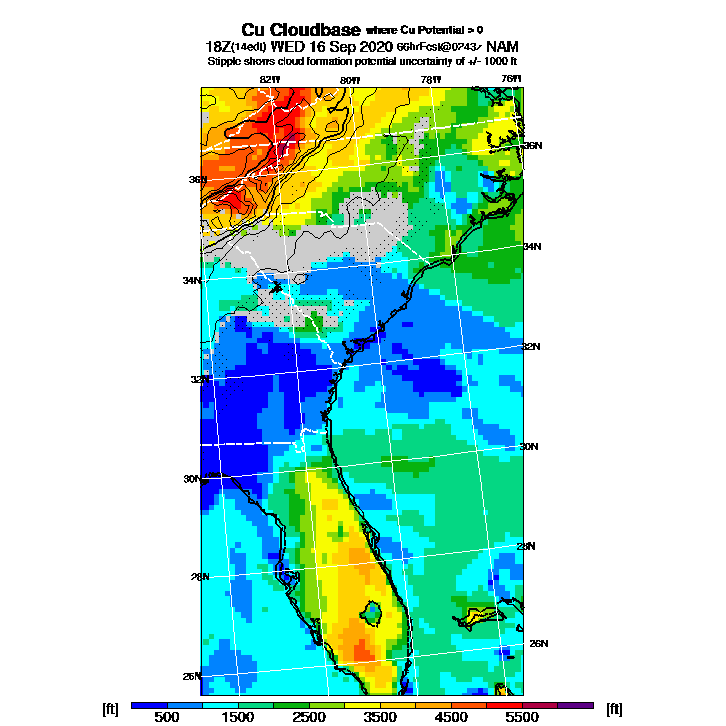 Cu Cloudbase where Cu Potential > 0
18Z(14edt) WED 16 Sep 2020 66hrFcst@0243z NAM
Stipple shows cloud formation potential uncertainty of +/- 1000 ft
82W 80W 78W 76W
36N 36N
34N 34N
32N 32N
30N 30N
28N 28N
26N 26N
[ft] 500 1500 2500 3500 4500 5500 [ft]